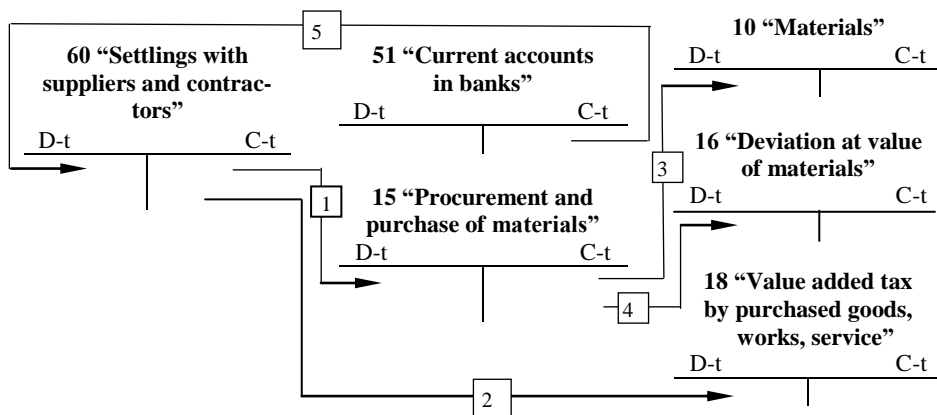 5
60 “Settlings with
suppliers and contrac-
tors”
D-t C-t
51 “Current accounts
in banks”
D-t C-t
10 “Materials”
D-t C-t
1
15 “Procurement and
purchase of materials”
D-t C-t
3
16 “Deviation at value
of materials”
D-t C-t
4
18 “Value added tax
by purchased goods,
works, service”
D-t C-t
2